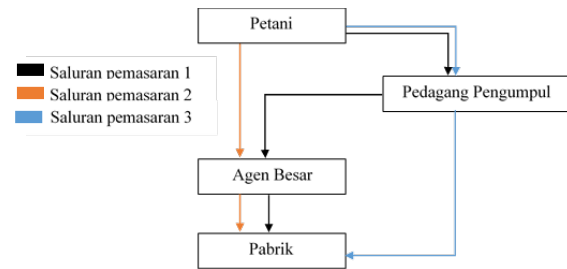 Petani
Saluran pemasaran 1
Saluran pemasaran 2
Saluran pemasaran 3
Pedagang Pengumpul
Agen Besar
Pabrik